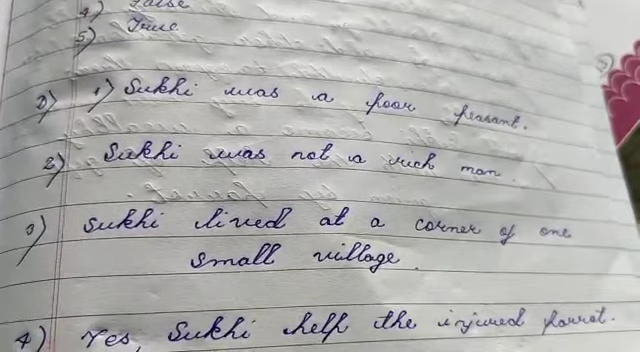 4) False
5) True
3) 1) Sukhi was a poor peasant.
2) Sukhi was not a rich man.
3) Sukhi lived at a corner of one
small village.
4) Yes, Sukhi help the injured parrot.